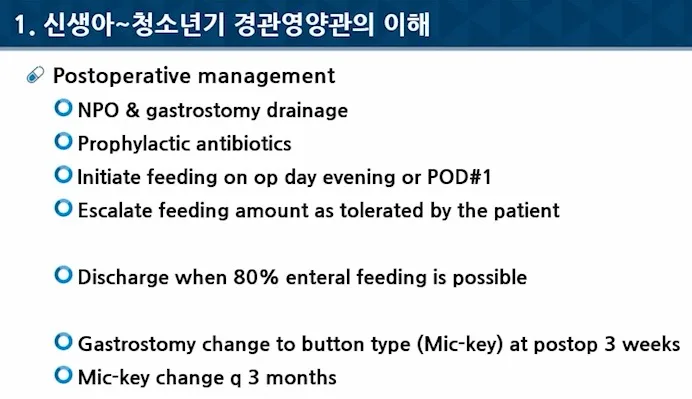 1. 신생아~청소년기 경관영양관의 이해
Postoperative management
NPO & gastrostomy drainage
Prophylactic antibiotics
Initiate feeding on op day evening or POD#1
Escalate feeding amount as tolerated by the patient
Discharge when 80% enteral feeding is possible
Gastrostomy change to button type (Mic-key) at postop 3 weeks
Mic-key change q 3 months